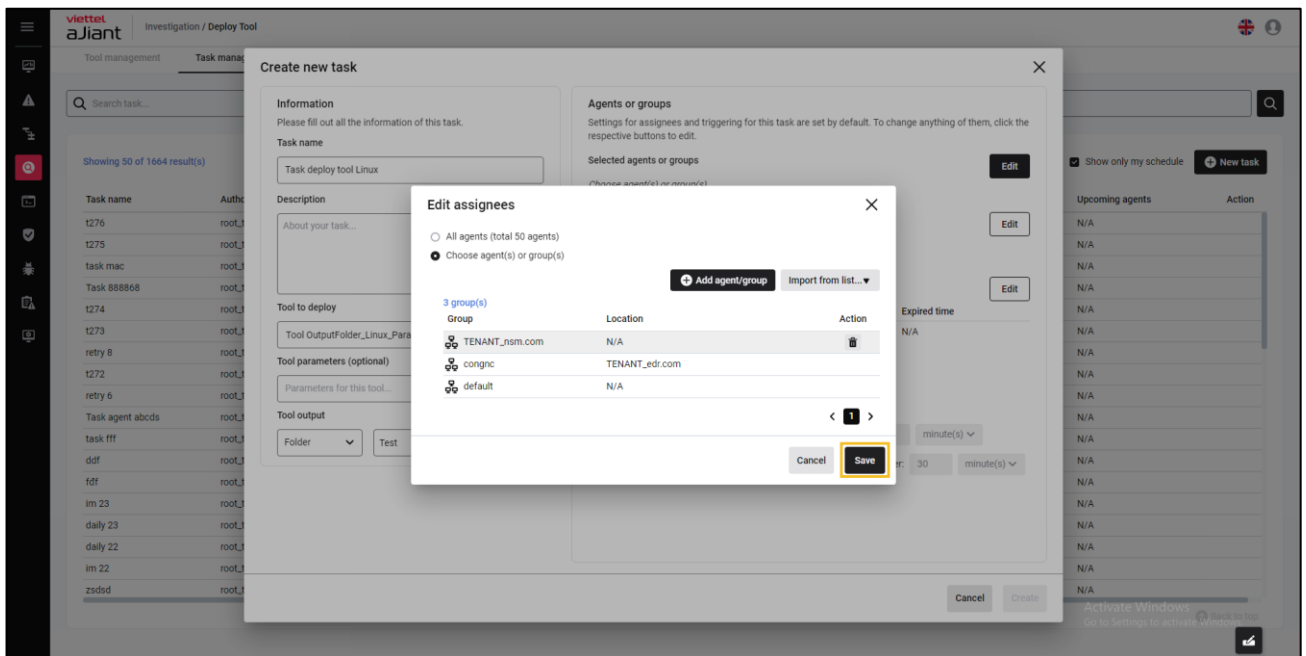 viettel
aJiant
Investigation / Deploy Tool
Tool management
Task manag
Search task...
Showing 50 of 1664 result(s)
Show only my schedule
New task
Task name
Autho
Upcoming agents
Action
t276
root_t
N/A
t275
root_t
N/A
task mac
root_t
N/A
Task 888868
root_t
N/A
t274
root_t
N/A
t273
root_t
N/A
retry 8
root_t
N/A
t272
root_t
N/A
retry 6
root_t
N/A
Task agent abcds
root_t
N/A
task fff
root_t
N/A
ddf
root_t
N/A
fdf
root_t
N/A
im 23
root_t
N/A
daily 23
root_t
N/A
daily 22
root_t
N/A
im 22
root_t
N/A
zsdsd
root_t
N/A
Back to top
Activate Windows
Go to Settings to activate Windows.
Create new task
Information
Please fill out all the information of this task.
Task name
Task deploy tool Linux
Description
About your task...
Tool to deploy
Tool OutputFolder_Linux_Para
Tool parameters (optional)
Parameters for this tool...
Tool output
Folder
Test
Agents or groups
Settings for assignees and triggering for this task are set by default. To change anything of them, click the
respective buttons to edit.
Selected agents or groups
Edit
Choose agent(s) or group(s)
Edit
Edit
Expired time
N/A
minute(s)
er: 30 minute(s)
Cancel
Create
Edit assignees
All agents (total 50 agents)
Choose agent(s) or group(s)
Add agent/group
Import from list...
3 group(s)
Group
Location
Action
TENANT_nsm.com
N/A
congnc
TENANT_edr.com
default
N/A
1
Cancel
Save